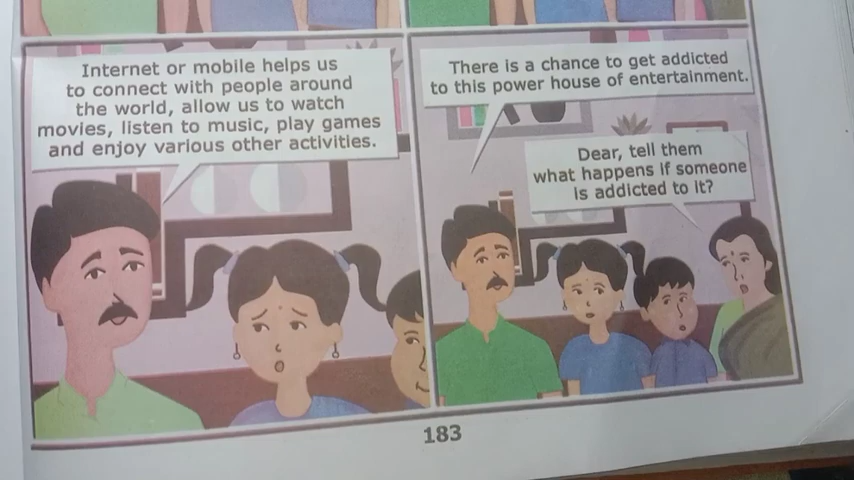 Internet or mobile helps us
to connect with people around
the world, allow us to watch
movies, listen to music, play games
and enjoy various other activities.
There is a chance to get addicted
to this power house of entertainment.
Dear, tell them
what happens if someone
is addicted to it?
183